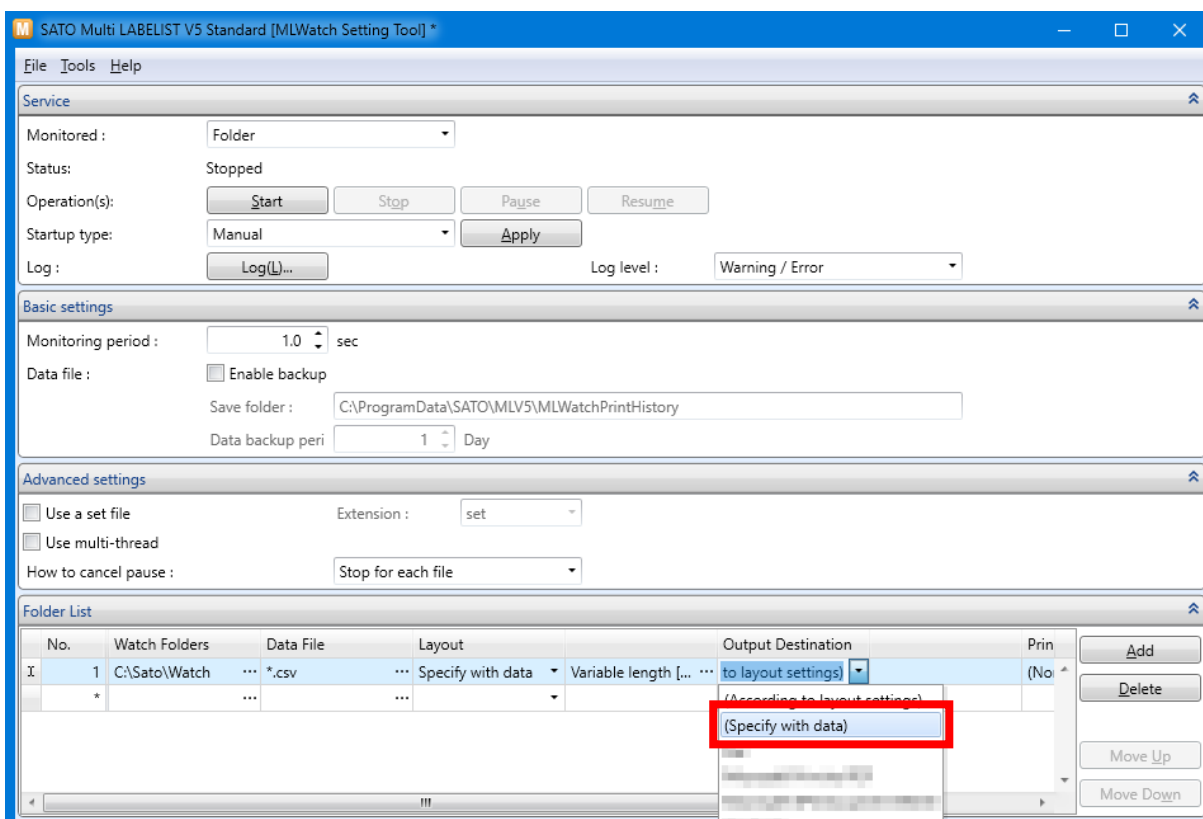 SATO Multi LABELIST V5 Standard [MLWatch Setting Tool] *
File Tools Help
Service
Monitored : Folder
Status: Stopped
Operation(s): Start Stop Pause Resume
Startup type: Manual Apply
Log : Log(L)... Log level : Warning / Error
Basic settings
Monitoring period : 1.0 sec
Data file : Enable backup
Save folder : C:\ProgramData\SATO\MLV5\MLWatchPrintHistory
Data backup peri 1 Day
Advanced settings
Use a set file Extension : set
Use multi-thread
How to cancel pause : Stop for each file
Folder List
No. Watch Folders Data File Layout Output Destination Prin Add
1 C:\Sato\Watch ... *.csv ... Specify with data Variable length [... ... to layout settings) (No
* ... ... Delete
(According to layout settings)
(Specify with data)
Move Up
Move Down